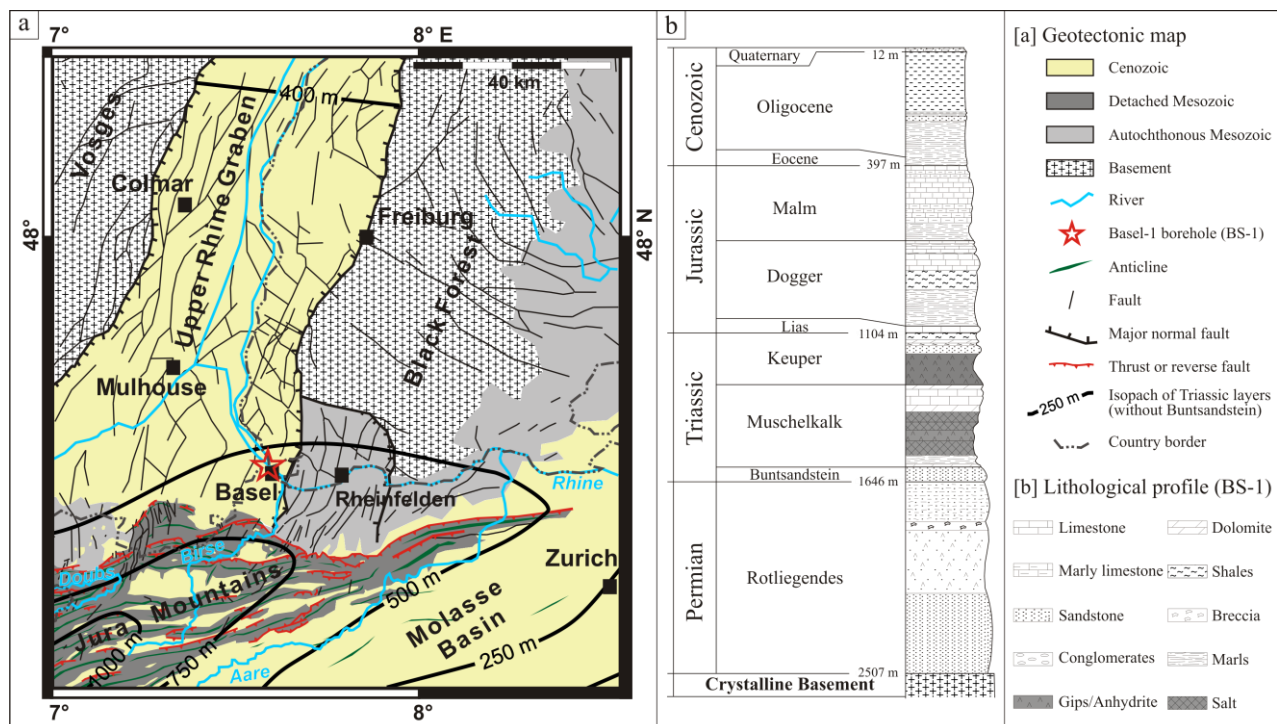 a
7°
8° E
40 km
400 m
Vosges
Colmar
Upper Rhine Graben
Freiburg
48°
48° N
Black Forest
Mulhouse
Basel
Rheinfelden
Rhine
Birse
Doubs
Jura Mountains
Zurich
500 m
Molasse
Basin
1000 m
750 m
250 m
Aare
7°
8°
b
Cenozoic
Quaternary
12 m
Oligocene
Eocene
397 m
Jurassic
Malm
Dogger
Lias
1104 m
Triassic
Keuper
Muschelkalk
Buntsandstein
1646 m
Permian
Rotliegendes
2507 m
Crystalline Basement
[a] Geotectonic map
Cenozoic
Detached Mesozoic
Autochthonous Mesozoic
Basement
River
Basel-1 borehole (BS-1)
Anticline
Fault
Major normal fault
Thrust or reverse fault
250 m
Isopach of Triassic layers
(without Buntsandstein)
Country border
[b] Lithological profile (BS-1)
Limestone
Dolomite
Marly limestone
Shales
Sandstone
Breccia
Conglomerates
Marls
Gips/Anhydrite
Salt